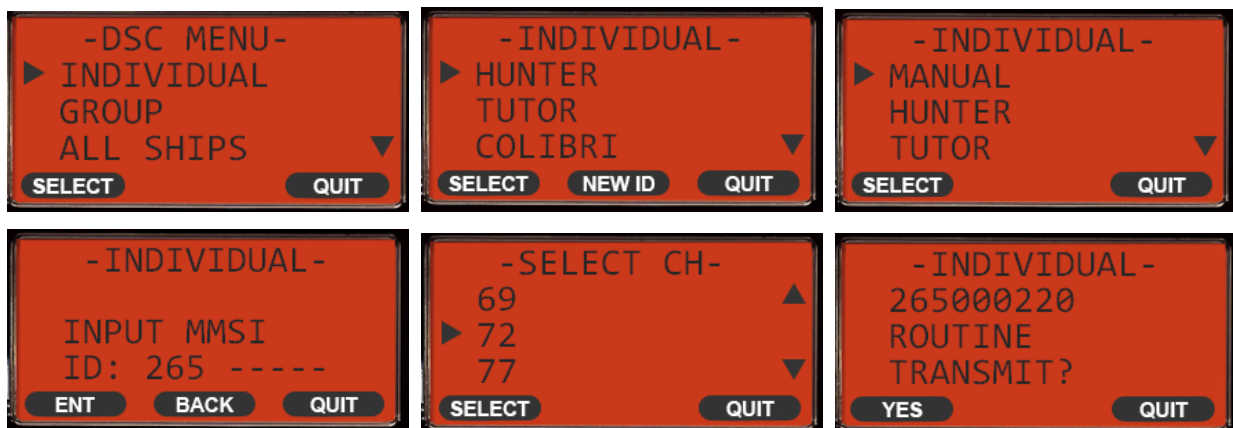 -DSC MENU-
INDIVIDUAL
GROUP
ALL SHIPS
SELECT QUIT
-INDIVIDUAL-
HUNTER
TUTOR
COLIBRI
SELECT NEW ID QUIT
-INDIVIDUAL-
MANUAL
HUNTER
TUTOR
SELECT QUIT
-INDIVIDUAL-
INPUT MMSI
ID: 265 -----
ENT BACK QUIT
-SELECT CH-
69
72
77
SELECT QUIT
-INDIVIDUAL-
265000220
ROUTINE
TRANSMIT?
YES QUIT